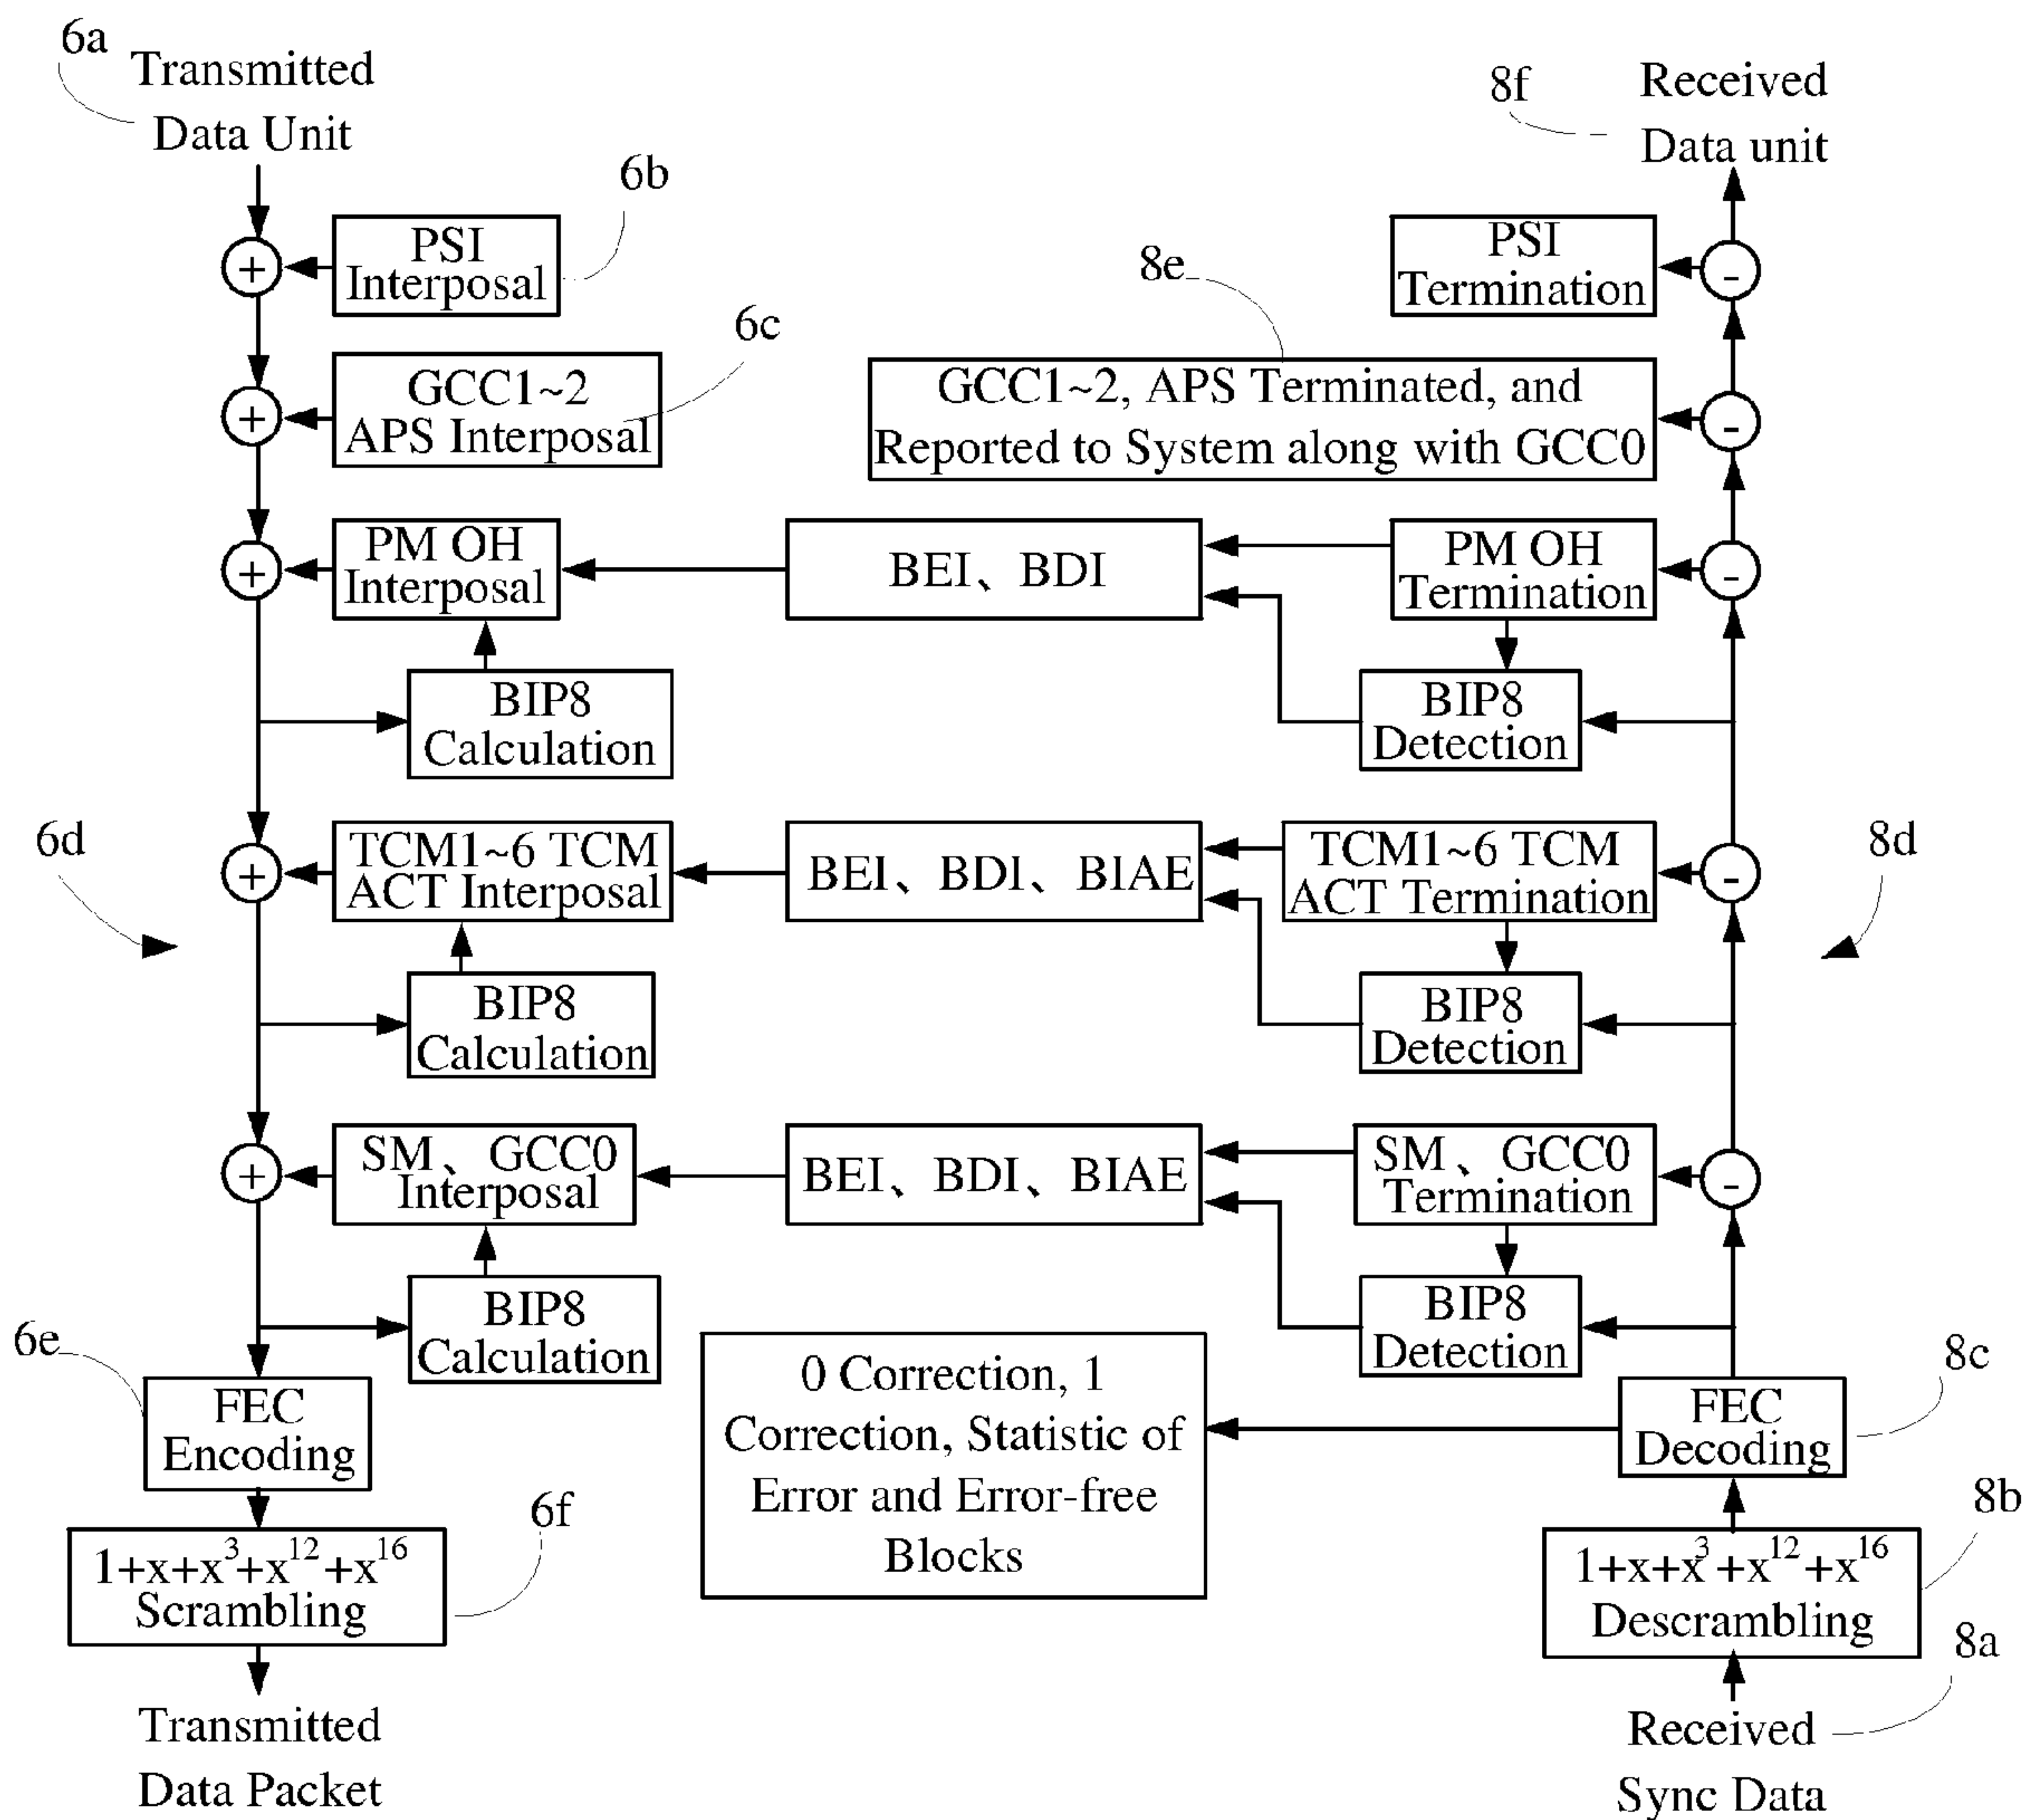 6a
Transmitted
Data Unit
8f
Received
Data unit
6b
PSI
Interposal
+
8e
PSI
Termination
-
6c
GCC1~2
APS Interposal
+
GCC1~2, APS Terminated, and
Reported to System along with GCC0
-
PM OH
Interposal
+
BEI、BDI
PM OH
Termination
-
BIP8
Calculation
BIP8
Detection
6d
+
TCM1~6 TCM
ACT Interposal
BEI、BDI、BIAE
TCM1~6 TCM
ACT Termination
-
8d
BIP8
Calculation
BIP8
Detection
+
SM、GCC0
Interposal
BEI、BDI、BIAE
SM、GCC0
Termination
-
BIP8
Calculation
BIP8
Detection
6e
FEC
Encoding
0 Correction, 1
Correction, Statistic of
Error and Error-free
Blocks
8c
FEC
Decoding
6f
1+x+x³+x¹²+x¹⁶
Scrambling
8b
1+x+x³+x¹²+x¹⁶
Descrambling
8a
Transmitted
Data Packet
Received
Sync Data